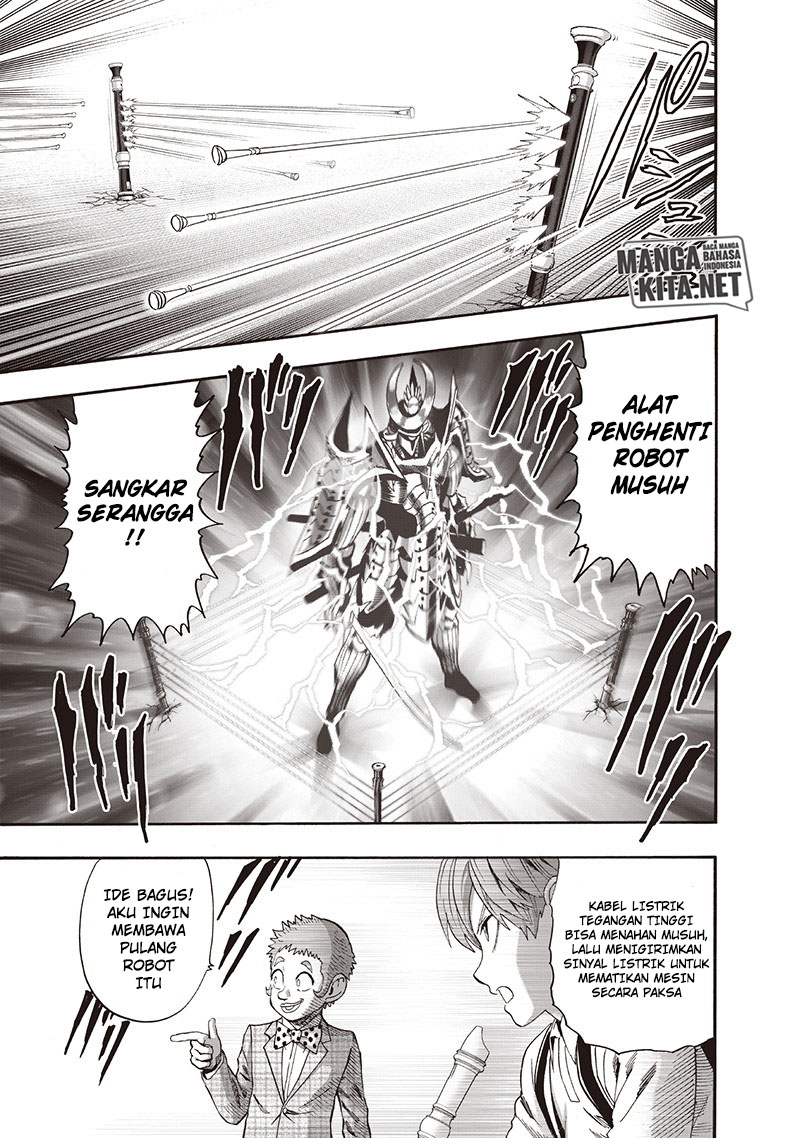 MANGA
KITA.NET
BACA MANGA
BAHASA
INDONESIA
ALAT
PENGHENTI
ROBOT
MUSUH
SANGKAR
SERANGGA
!!
KABEL LISTRIK
TEGANGAN TINGGI
BISA MENAHAN MUSUH,
LALU MENIGIRIMKAN
SINYAL LISTRIK UNTUK
MEMATIKAN MESIN
SECARA PAKSA
IDE BAGUS!
AKU INGIN
MEMBAWA
PULANG
ROBOT
ITU